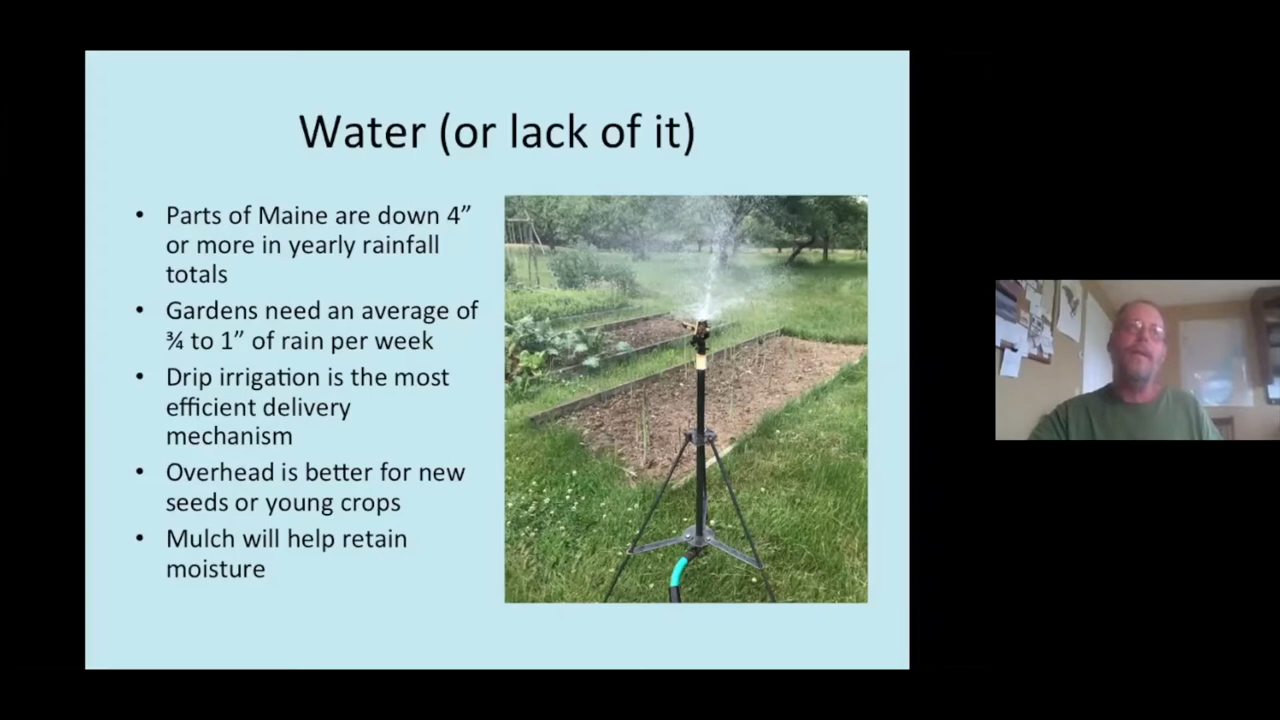 Water (or lack of it)
• Parts of Maine are down 4”
or more in yearly rainfall
totals
• Gardens need an average of
¾ to 1” of rain per week
• Drip irrigation is the most
efficient delivery
mechanism
• Overhead is better for new
seeds or young crops
• Mulch will help retain
moisture